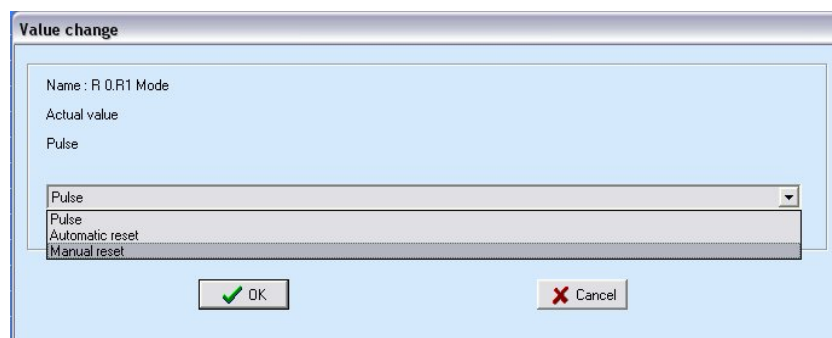 Value change
Name : R 0.R1 Mode
Actual value
Pulse
Pulse
Pulse
Automatic reset
Manual reset
OK
Cancel